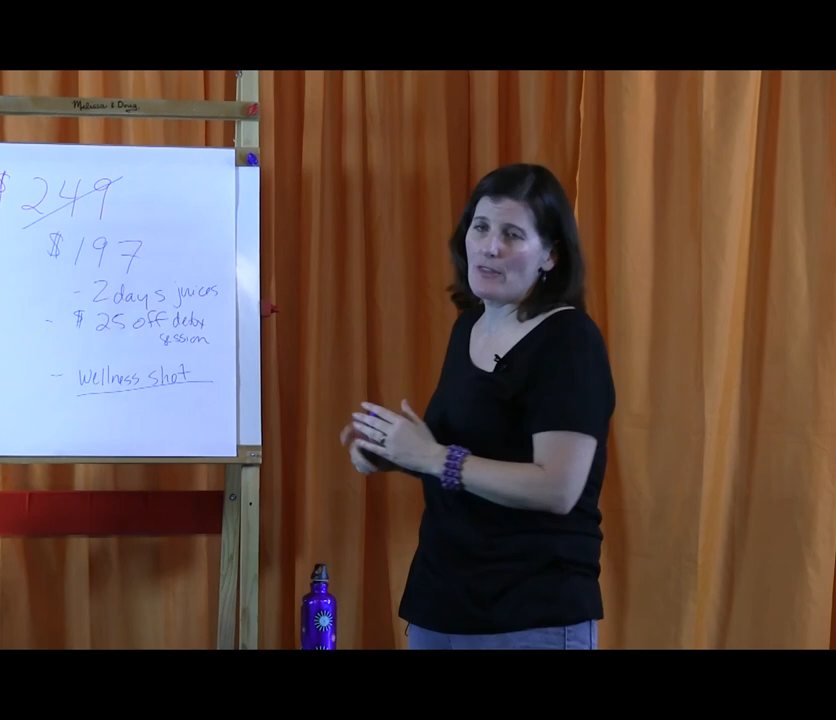 Melissa & Doug
$249
$197
- 2 days juices
- $25 off detox
session
- wellness shot